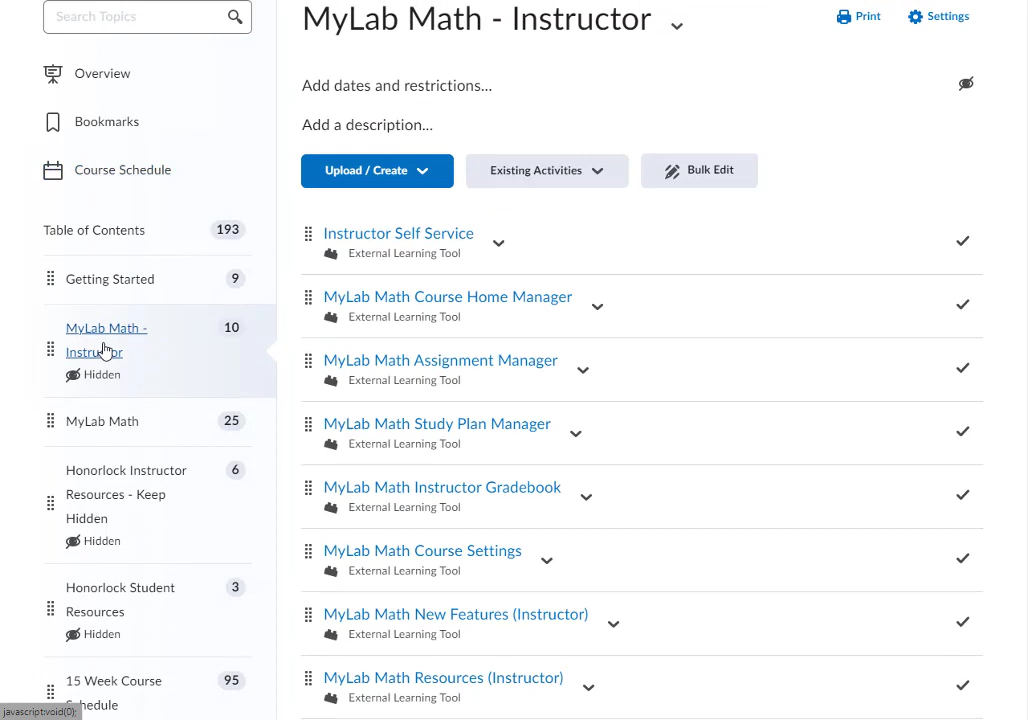 Search Topics
Overview
Bookmarks
Course Schedule
Table of Contents 193
Getting Started 9
MyLab Math - 10
Instructor
Hidden
MyLab Math 25
Honorlock Instructor 6
Resources - Keep
Hidden
Hidden
Honorlock Student 3
Resources
Hidden
15 Week Course 95
Schedule
javascript:void(0);
MyLab Math - Instructor
Print Settings
Add dates and restrictions...
Add a description...
Upload / Create Existing Activities Bulk Edit
Instructor Self Service
External Learning Tool
MyLab Math Course Home Manager
External Learning Tool
MyLab Math Assignment Manager
External Learning Tool
MyLab Math Study Plan Manager
External Learning Tool
MyLab Math Instructor Gradebook
External Learning Tool
MyLab Math Course Settings
External Learning Tool
MyLab Math New Features (Instructor)
External Learning Tool
MyLab Math Resources (Instructor)
External Learning Tool